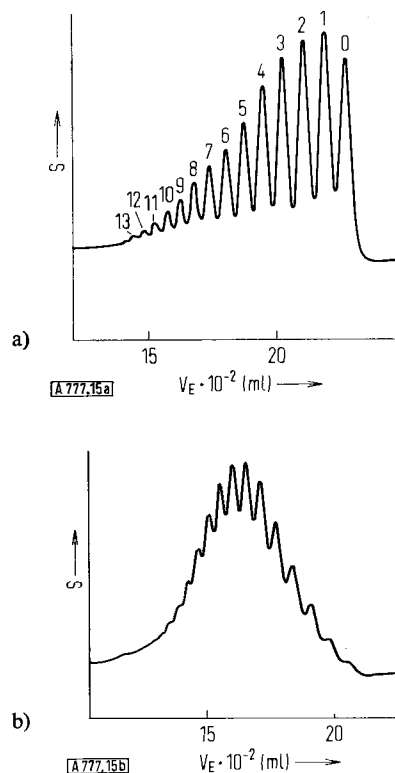 1
2
0
3
4
5
6
7
8
9
10
11
12
13
S →
a)
15 20
A 777,15a
V_E · 10⁻² (ml) →
S →
b)
15 20
A 777,15b
V_E · 10⁻² (ml) →